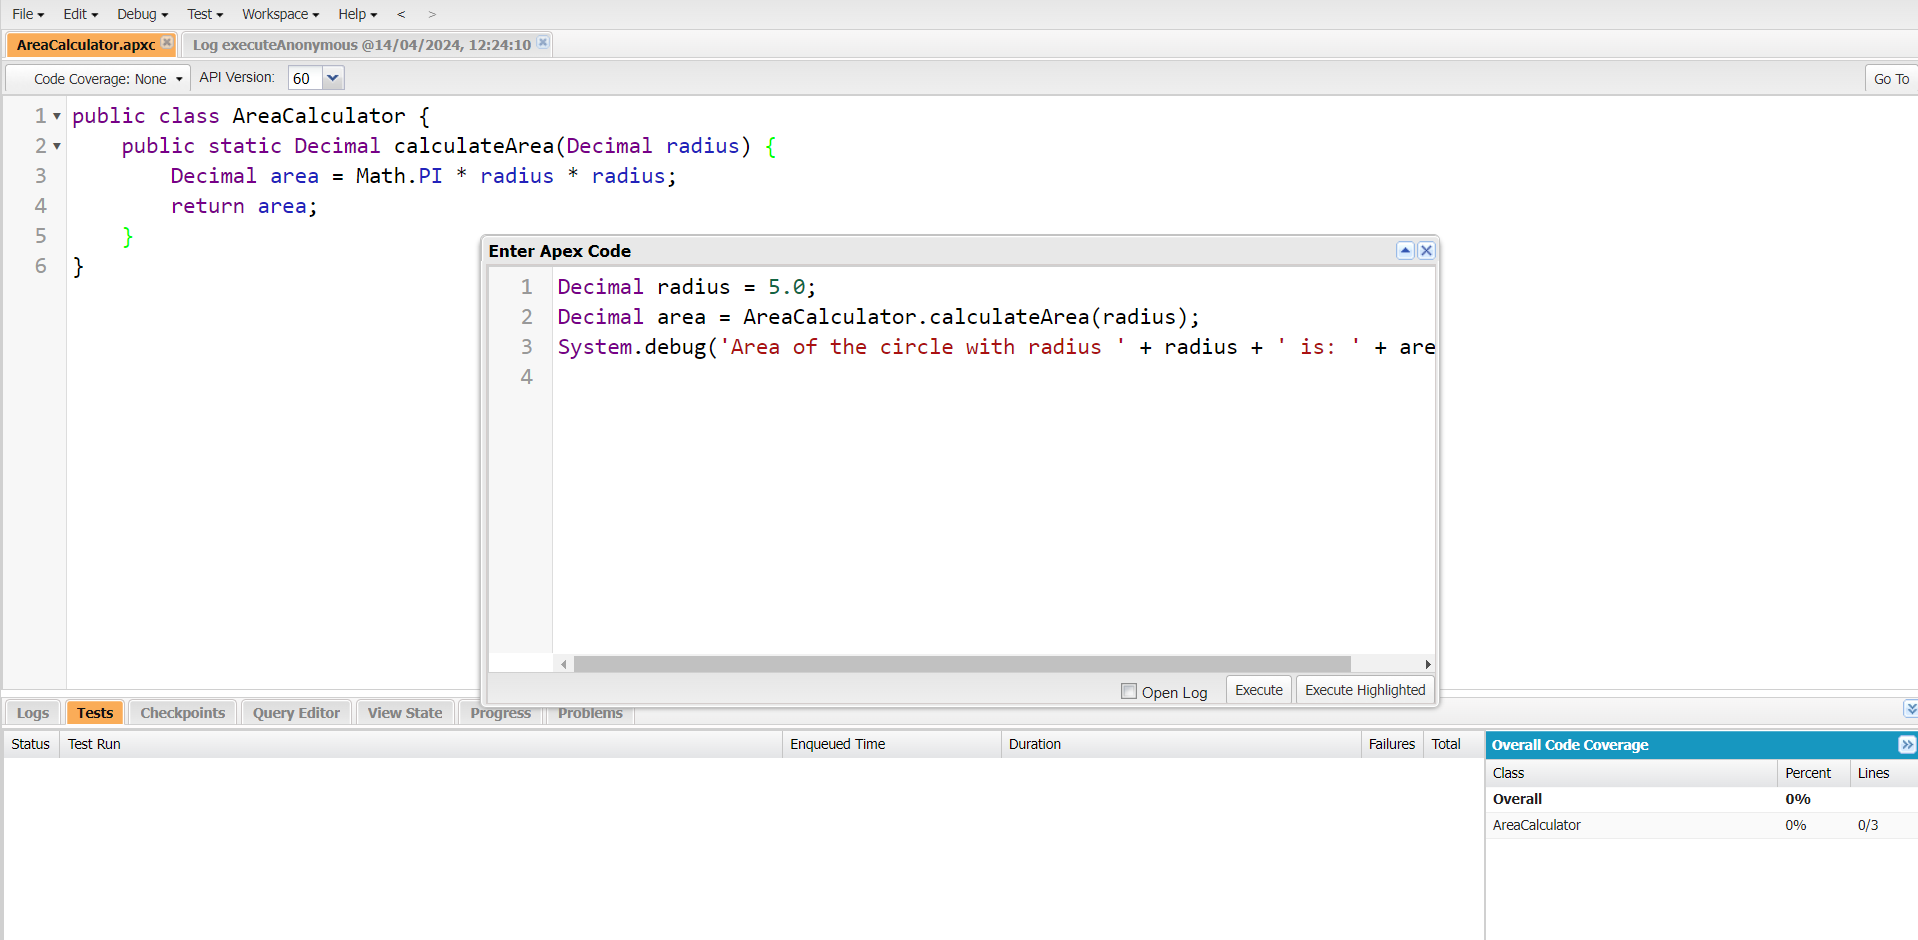 File Edit Debug Test Workspace Help < >
AreaCalculator.apxc Log executeAnonymous @14/04/2024, 12:24:10
Code Coverage: None API Version: 60 Go To
1 public class AreaCalculator {
2 public static Decimal calculateArea(Decimal radius) {
3 Decimal area = Math.PI * radius * radius;
4 return area;
5 }
6 }
Enter Apex Code
1 Decimal radius = 5.0;
2 Decimal area = AreaCalculator.calculateArea(radius);
3 System.debug('Area of the circle with radius ' + radius + ' is: ' + are
4
Open Log Execute Execute Highlighted
Logs Tests Checkpoints Query Editor View State Progress Problems
Status Test Run Enqueued Time Duration Failures Total
Overall Code Coverage
Class Percent Lines
Overall 0%
AreaCalculator 0% 0/3